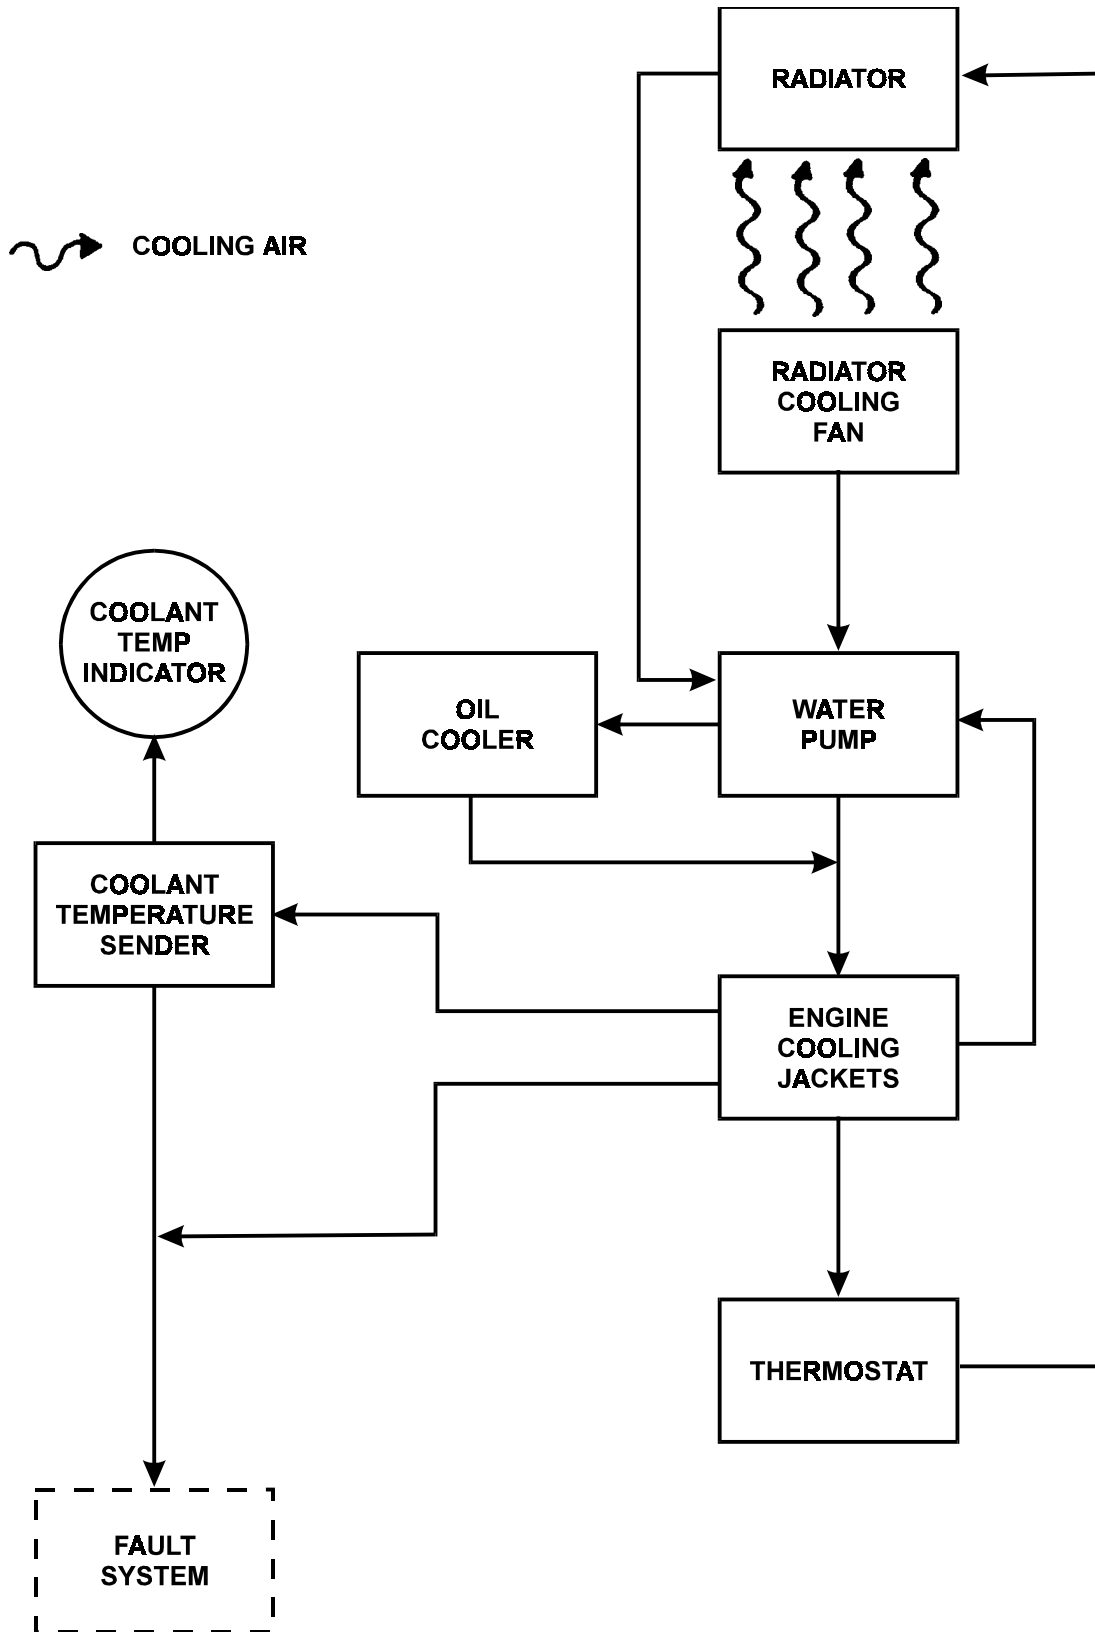 RADIATOR
COOLING AIR
RADIATOR
COOLING
FAN
COOLANT
TEMP
INDICATOR
OIL
COOLER
WATER
PUMP
COOLANT
TEMPERATURE
SENDER
ENGINE
COOLING
JACKETS
THERMOSTAT
FAULT
SYSTEM